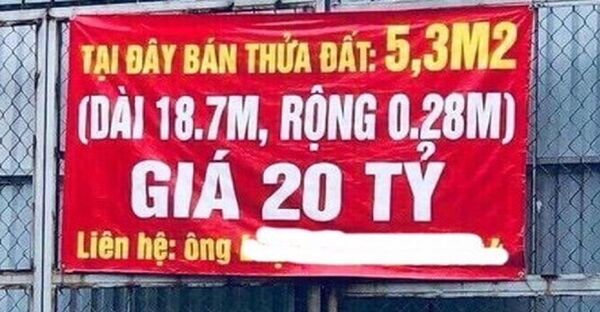 TẠI ĐÂY BÁN THỬA ĐẤT: 5,3M2
(DÀI 18.7M, RỘNG 0.28M)
GIÁ 20 TỶ
Liên hệ: ông